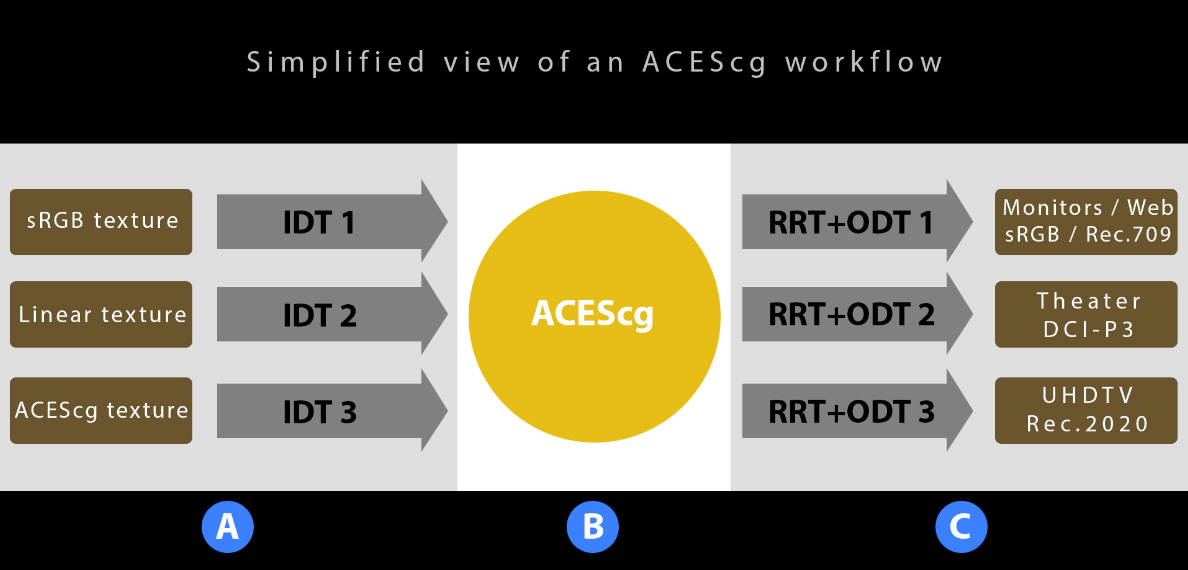 Simplified view of an ACEScg workflow
sRGB texture
IDT 1
Linear texture
IDT 2
ACEScg texture
IDT 3
ACEScg
RRT+ODT 1
Monitors / Web
sRGB / Rec.709
RRT+ODT 2
Theater
DCI-P3
RRT+ODT 3
UHDTV
Rec.2020
A
B
C